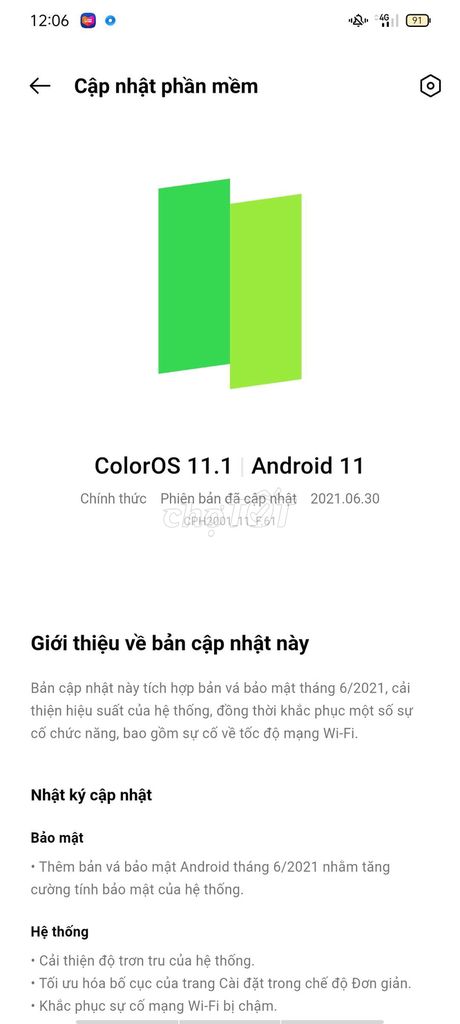 12:06
4G
91
Cập nhật phần mềm
ColorOS 11.1 | Android 11
Chính thức Phiên bản đã cập nhật 2021.06.30
CPH2001_11_F.61
chợTỐT
Giới thiệu về bản cập nhật này
Bản cập nhật này tích hợp bản vá bảo mật tháng 6/2021, cải
thiện hiệu suất của hệ thống, đồng thời khắc phục một số sự
cố chức năng, bao gồm sự cố về tốc độ mạng Wi-Fi.
Nhật ký cập nhật
Bảo mật
• Thêm bản vá bảo mật Android tháng 6/2021 nhằm tăng
cường tính bảo mật của hệ thống.
Hệ thống
• Cải thiện độ trơn tru của hệ thống.
• Tối ưu hóa bố cục của trang Cài đặt trong chế độ Đơn giản.
• Khắc phục sự cố mạng Wi-Fi bị chậm.